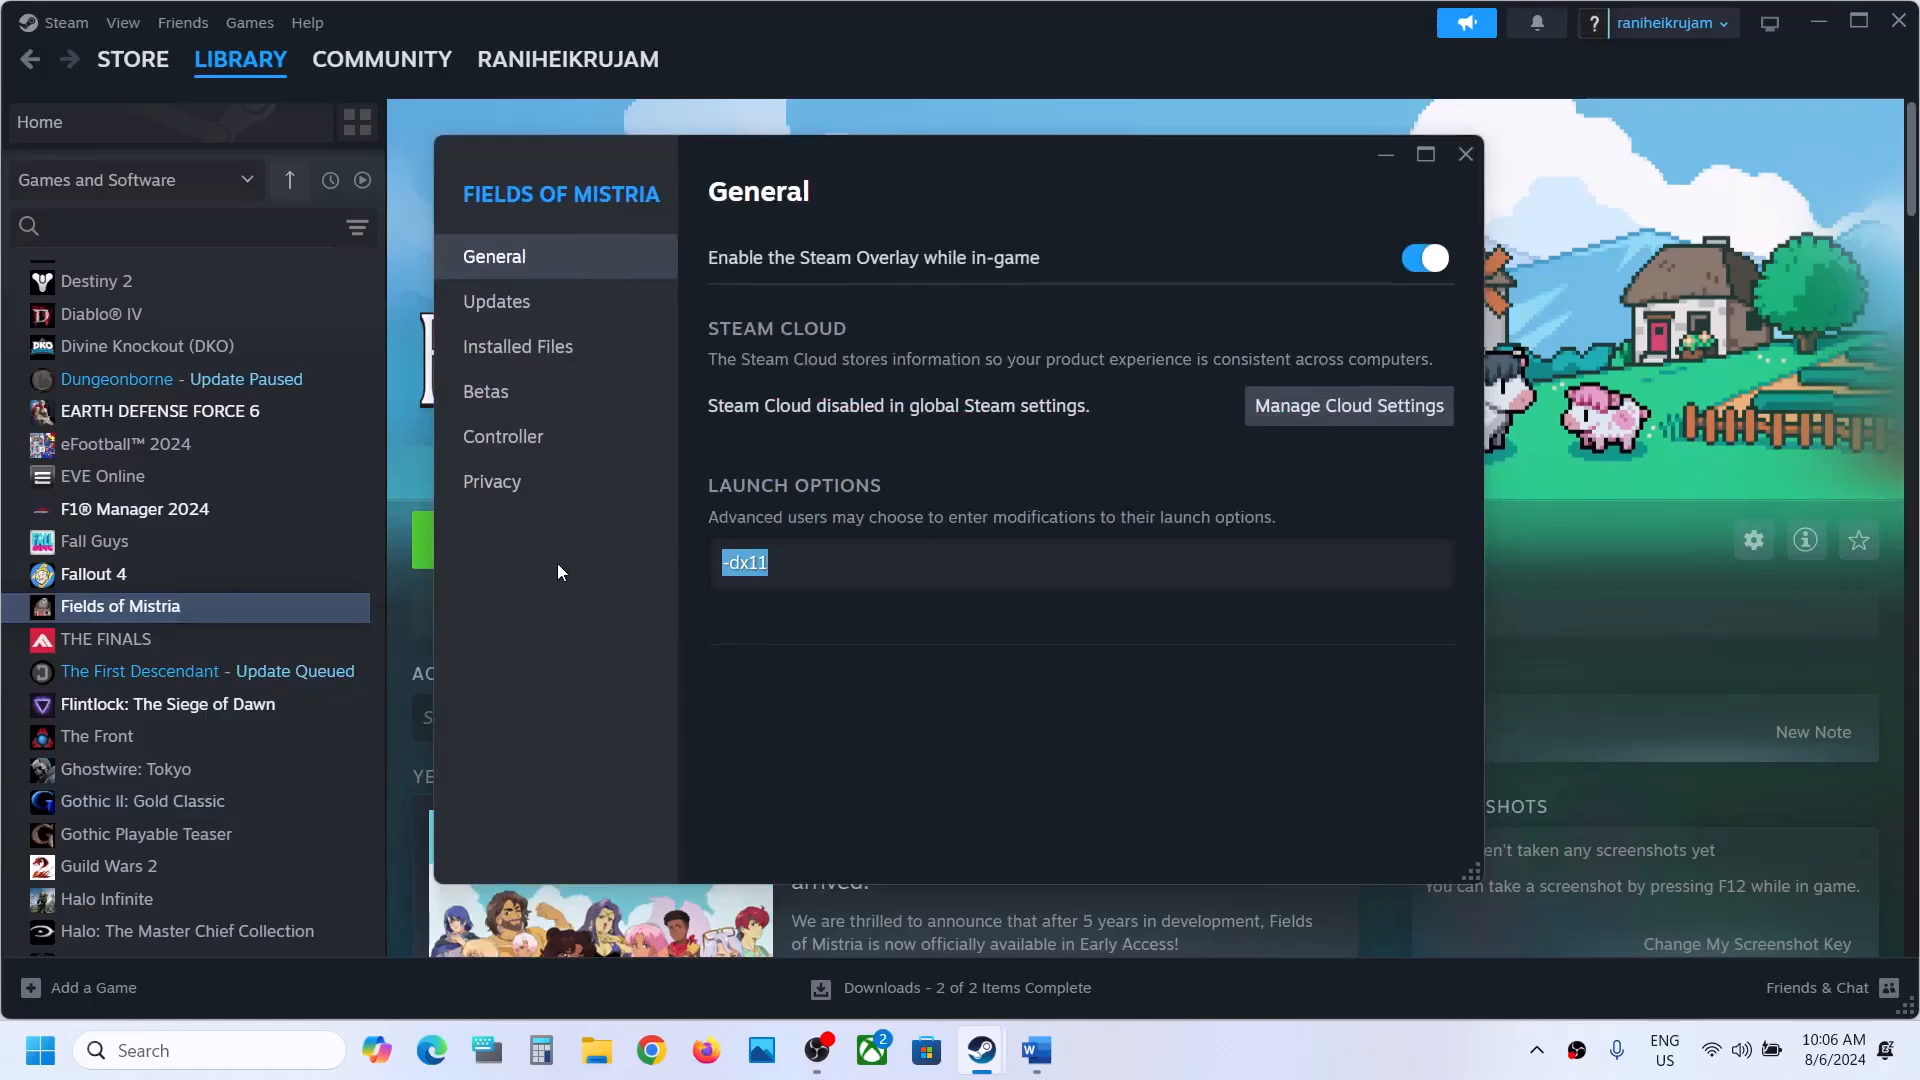 Steam View Friends Games Help
? raniheikrujam
STORE LIBRARY COMMUNITY RANIHEIKRUJAM
Home
Games and Software
Destiny 2
Diablo® IV
DKO Divine Knockout (DKO)
Dungeonborne - Update Paused
EARTH DEFENSE FORCE 6
eFootball™ 2024
EVE Online
F1® Manager 2024
Fall Guys
Fallout 4
Fields of Mistria
THE FINALS
The First Descendant - Update Queued
Flintlock: The Siege of Dawn
The Front
Ghostwire: Tokyo
Gothic II: Gold Classic
Gothic Playable Teaser
Guild Wars 2
Halo Infinite
Halo: The Master Chief Collection
FIELDS OF MISTRIA
General
Updates
Installed Files
Betas
Controller
Privacy
General
Enable the Steam Overlay while in-game
STEAM CLOUD
The Steam Cloud stores information so your product experience is consistent across computers.
Steam Cloud disabled in global Steam settings.
Manage Cloud Settings
LAUNCH OPTIONS
Advanced users may choose to enter modifications to their launch options.
-dx11
AC
S
YE
New Note
SHOTS
en't taken any screenshots yet
You can take a screenshot by pressing F12 while in game.
Change My Screenshot Key
arrived!
We are thrilled to announce that after 5 years in development, Fields
of Mistria is now officially available in Early Access!
Add a Game
Downloads - 2 of 2 Items Complete
Friends & Chat
Search
2
ENG
US
10:06 AM
8/6/2024